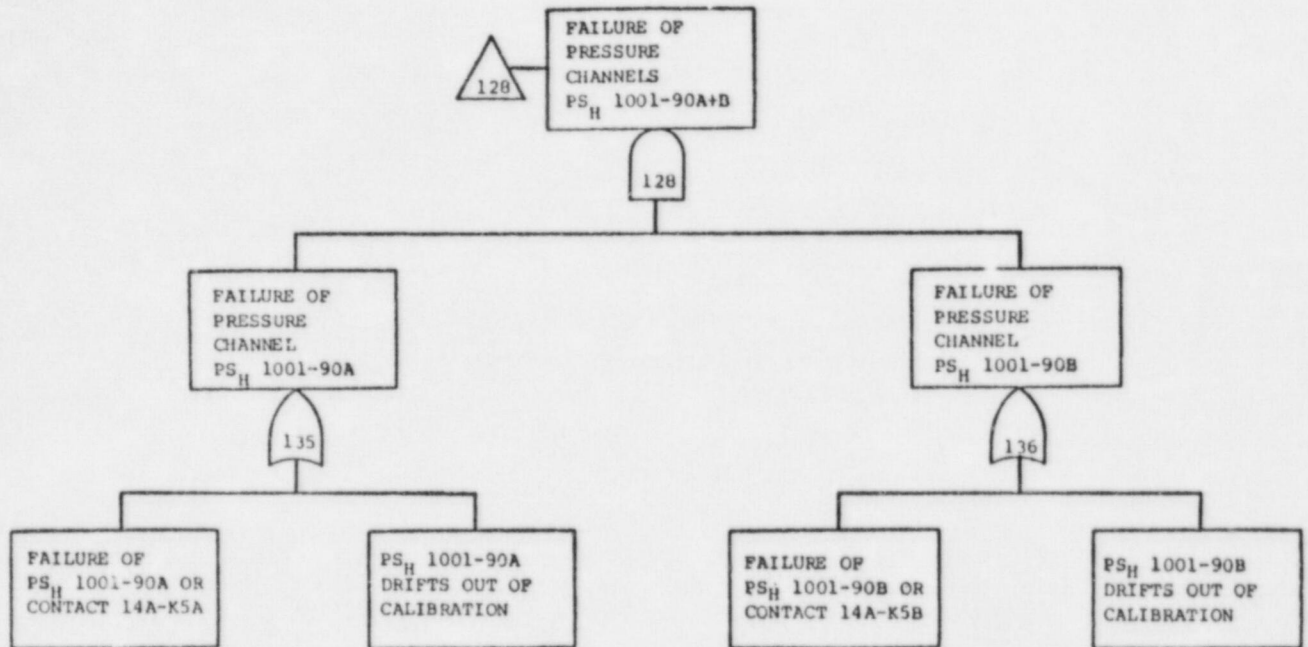 FAILURE OF
PRESSURE
CHANNELS
PS_H 1001-90A+B
128
128
FAILURE OF
PRESSURE
CHANNEL
PS_H 1001-90A
FAILURE OF
PRESSURE
CHANNEL
PS_H 1001-90B
135
136
FAILURE OF
PS_H 1001-90A OR
CONTACT 14A-K5A
PS_H 1001-90A
DRIFTS OUT OF
CALIBRATION
FAILURE OF
PS_H 1001-90B OR
CONTACT 14A-K5B
PS_H 1001-90B
DRIFTS OUT OF
CALIBRATION